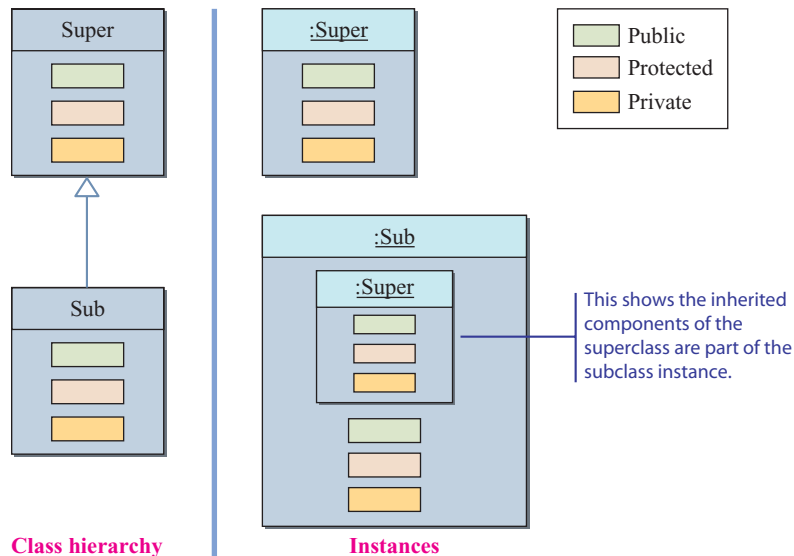 Super
:Super
Public
Protected
Private
:Sub
:Super
Sub
This shows the inherited
components of the
superclass are part of the
subclass instance.
Class hierarchy
Instances